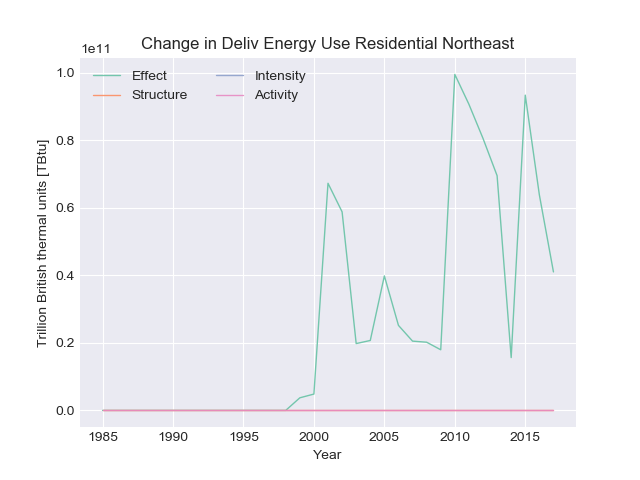 Change in Deliv Energy Use Residential Northeast
1e11
Effect
Structure
Intensity
Activity
1.0
0.8
0.6
0.4
0.2
0.0
Trillion British thermal units [TBtu]
1985 1990 1995 2000 2005 2010 2015
Year